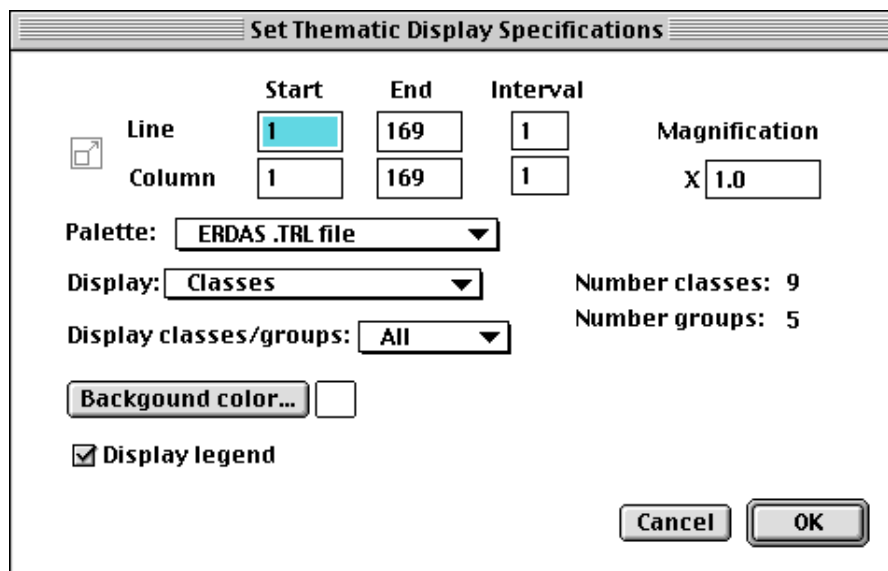 Set Thematic Display Specifications
Start End Interval
Line 1 169 1 Magnification
Column 1 169 1 X 1.0
Palette: ERDAS .TRL file
Display: Classes Number classes: 9
Number groups: 5
Display classes/groups: All
Backgound color...
Display legend
Cancel OK